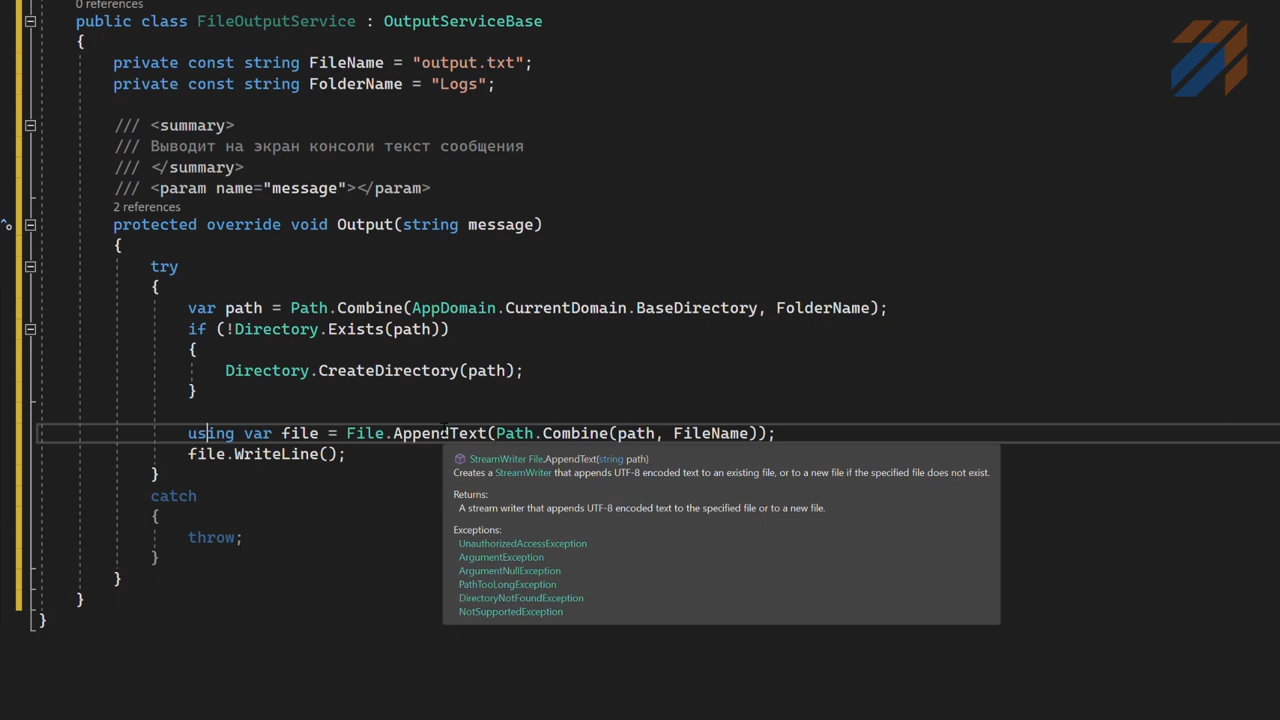 0 references
public class FileOutputService : OutputServiceBase
{
private const string FileName = "output.txt";
private const string FolderName = "Logs";
/// <summary>
/// Выводит на экран консоли текст сообщения
/// </summary>
/// <param name="message"></param>
2 references
protected override void Output(string message)
{
try
{
var path = Path.Combine(AppDomain.CurrentDomain.BaseDirectory, FolderName);
if (!Directory.Exists(path))
{
Directory.CreateDirectory(path);
}
using var file = File.AppendText(Path.Combine(path, FileName));
file.WriteLine();
StreamWriter File.AppendText(string path)
Creates a StreamWriter that appends UTF-8 encoded text to an existing file, or to a new file if the specified file does not exist.
Returns:
A stream writer that appends UTF-8 encoded text to the specified file or to a new file.
Exceptions:
UnauthorizedAccessException
ArgumentException
ArgumentNullException
PathTooLongException
DirectoryNotFoundException
NotSupportedException
}
catch
{
throw;
}
}
}
}